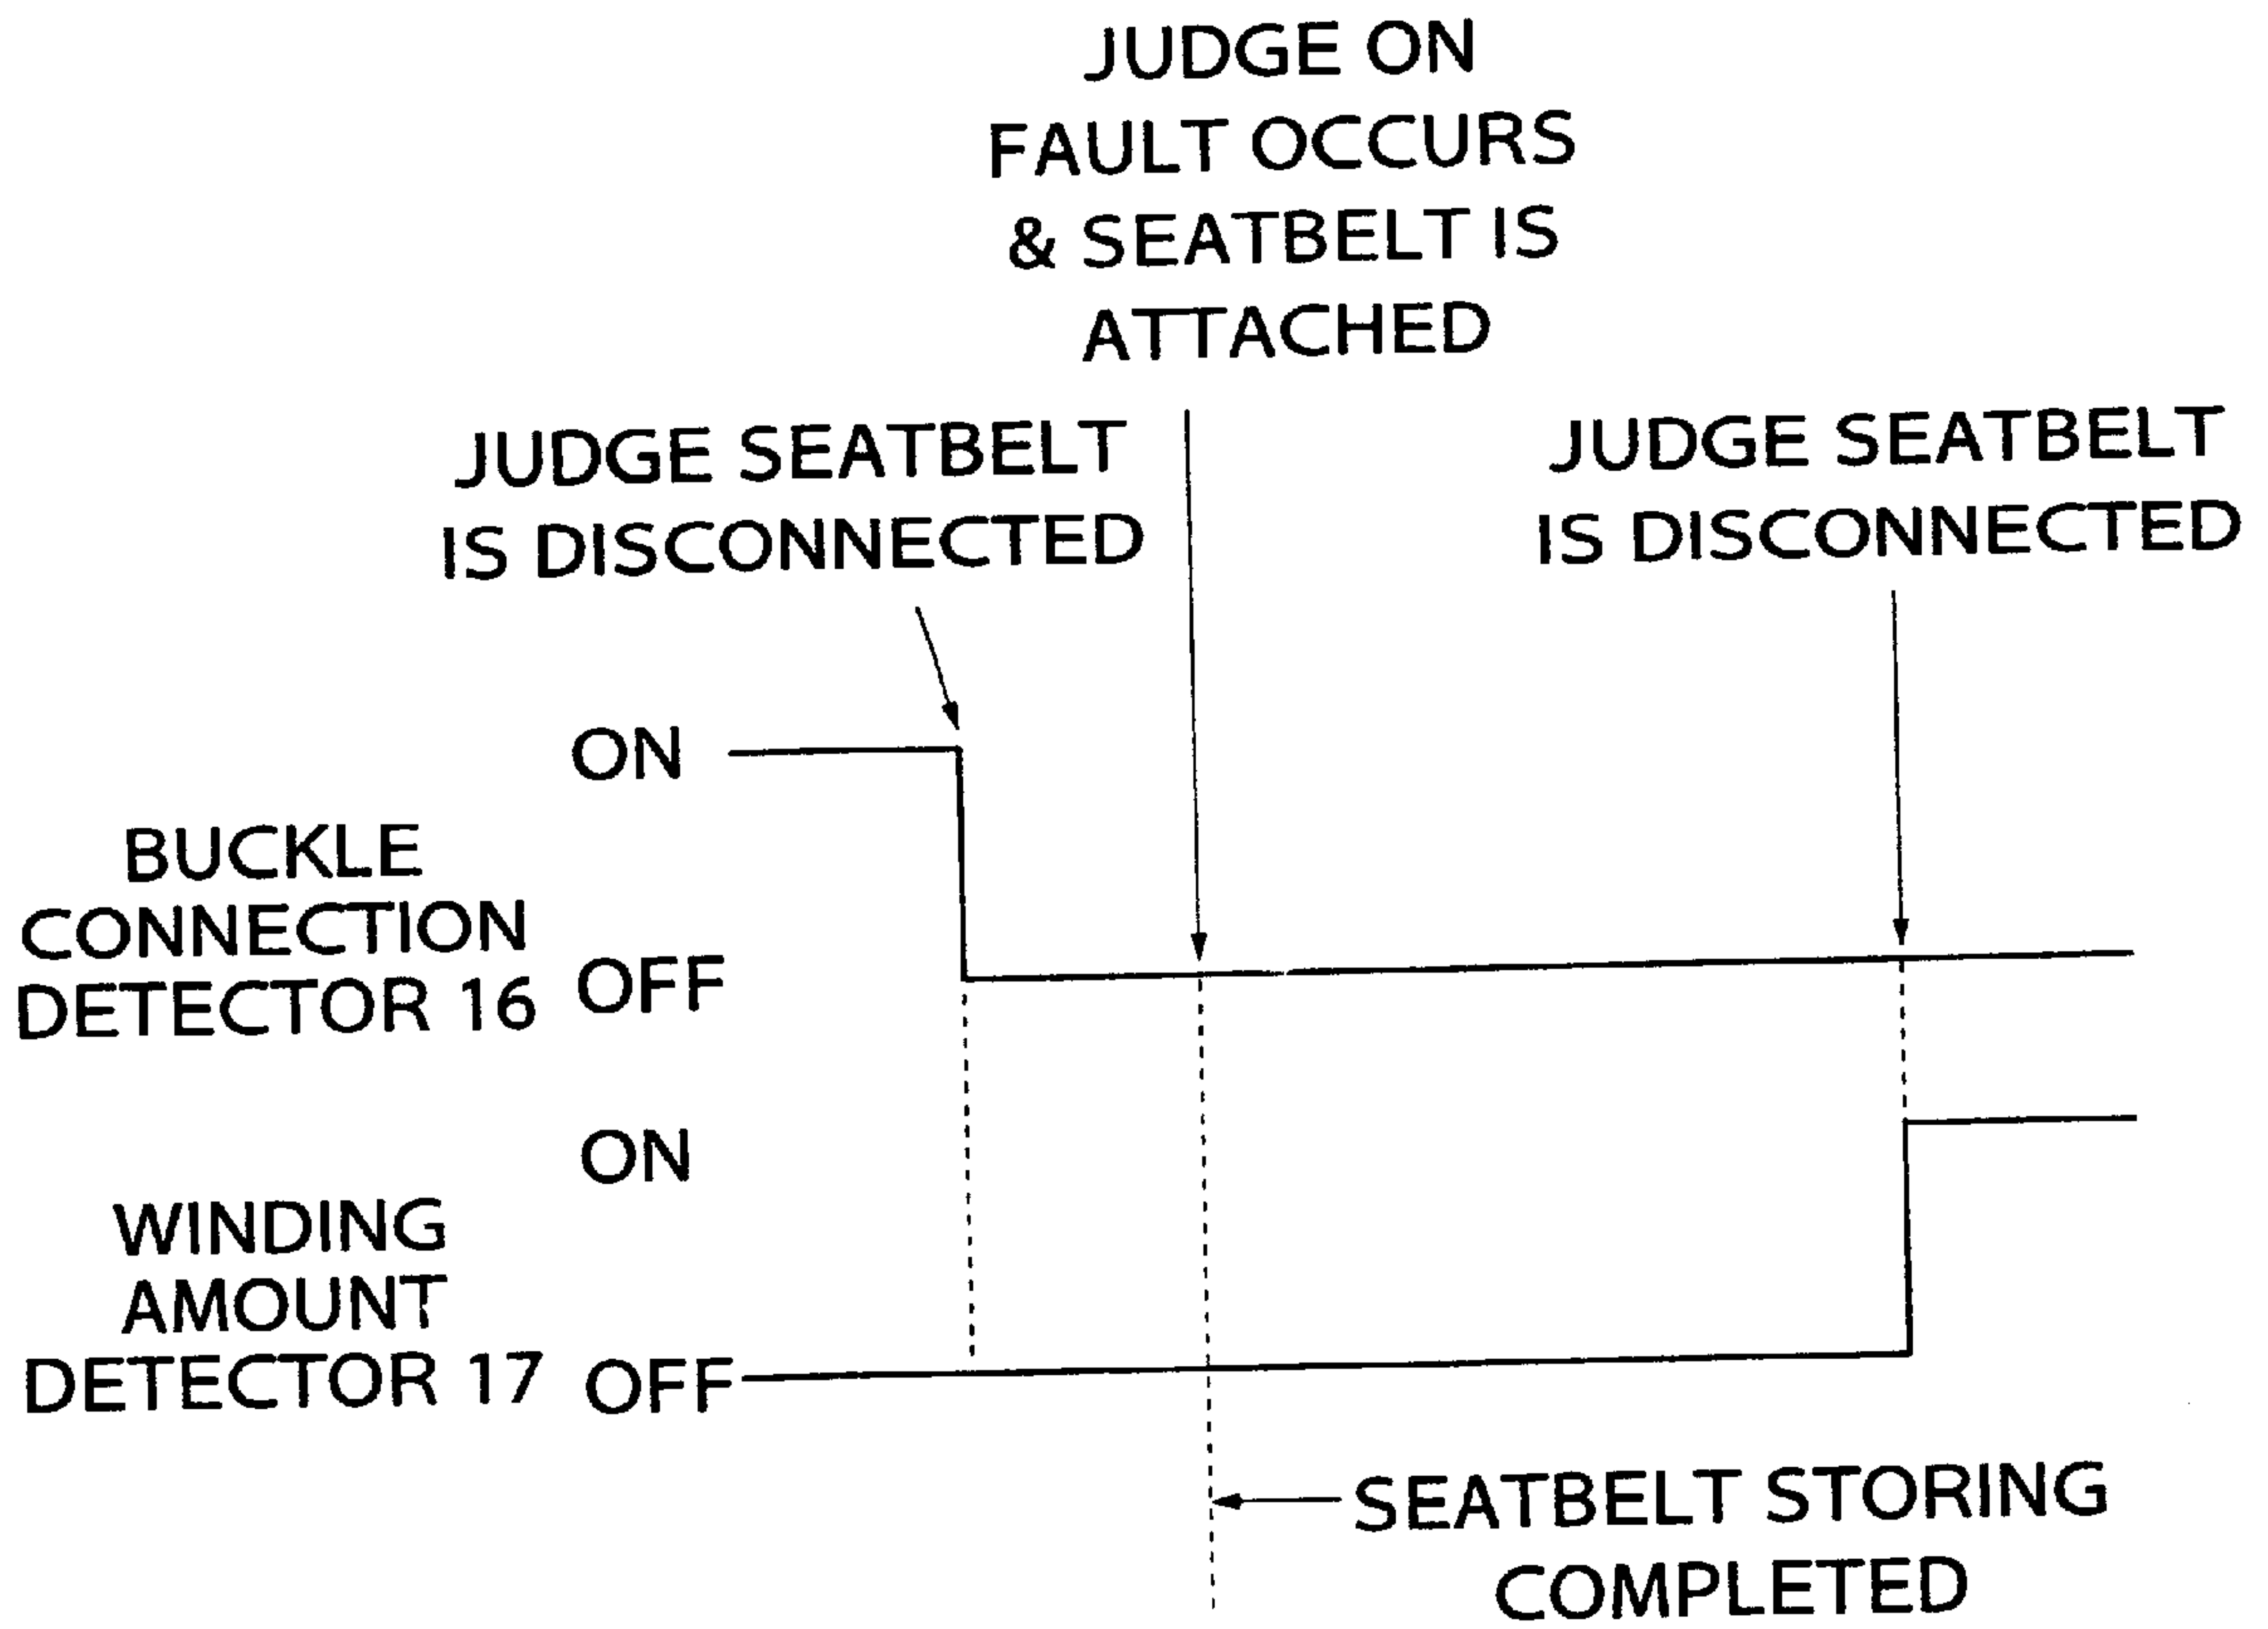 JUDGE ON
FAULT OCCURS
& SEATBELT IS
ATTACHED
JUDGE SEATBELT
IS DISCONNECTED
JUDGE SEATBELT
IS DISCONNECTED
ON
BUCKLE
CONNECTION
DETECTOR 16
OFF
ON
WINDING
AMOUNT
DETECTOR 17
OFF
SEATBELT STORING
COMPLETED